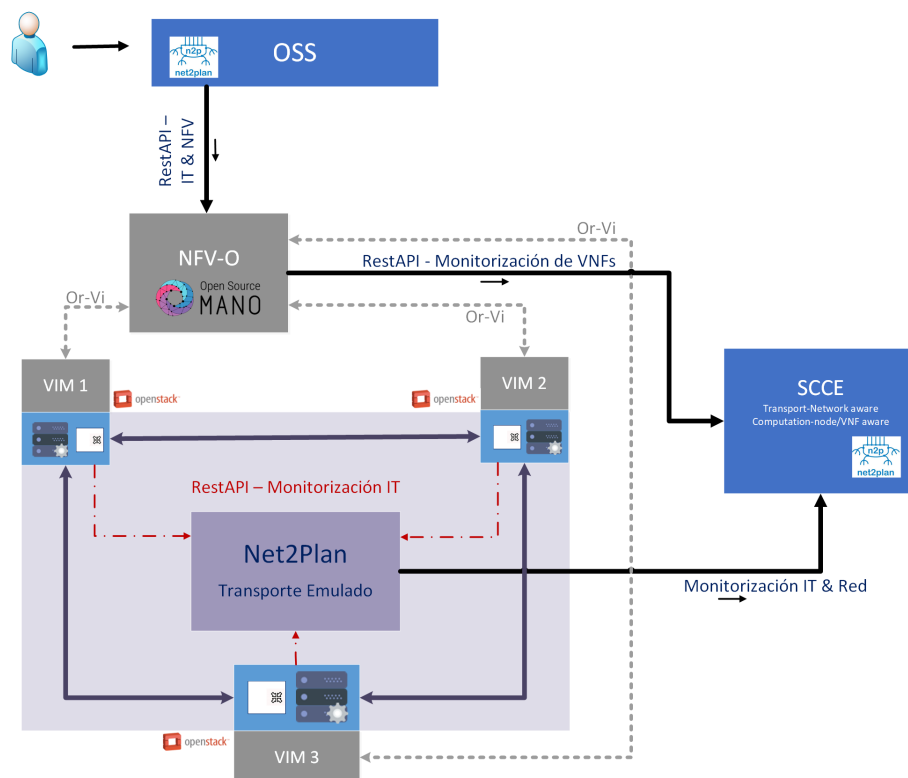 n2p
net2plan
OSS
RestAPI –
IT & NFV
NFV-O
Open Source
MANO
Or-Vi
RestAPI - Monitorización de VNFs
Or-Vi
Or-Vi
VIM 1
openstack
VIM 2
openstack
SCCE
Transport-Network aware
Computation-node/VNF aware
n2p
net2plan
RestAPI – Monitorización IT
Net2Plan
Transporte Emulado
Monitorización IT & Red
openstack
VIM 3